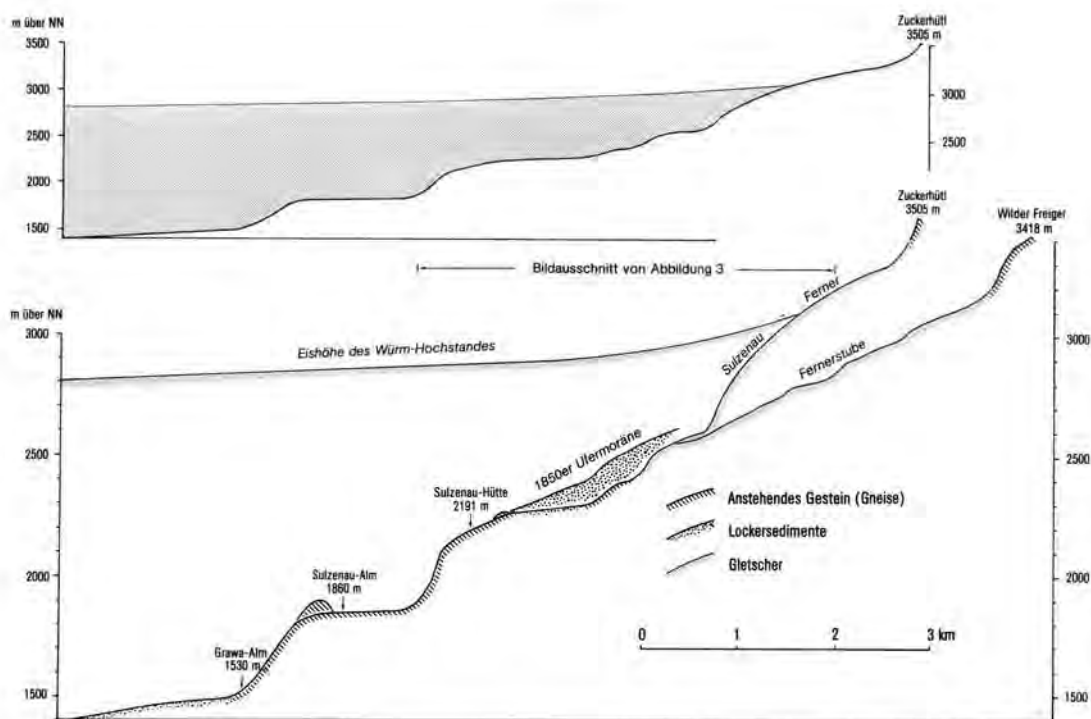 m über NN
3500
3000
2500
2000
1500
Zuckerhütl
3505 m
3000
2500
Zuckerhütl
3505 m
Wilder Freiger
3418 m
Bildausschnitt von Abbildung 3
m über NN
3000
2500
2000
1500
Eishöhe des Würm-Hochstandes
Sulzenau
Ferner
Fernerstube
1850er Ufermoräne
Sulzenau-Hütte
2191 m
Sulzenau-Alm
1860 m
Grawa-Alm
1530 m
Anstehendes Gestein (Gneise)
Lockersedimente
Gletscher
0 1 2 3 km
3000
2500
2000
1500